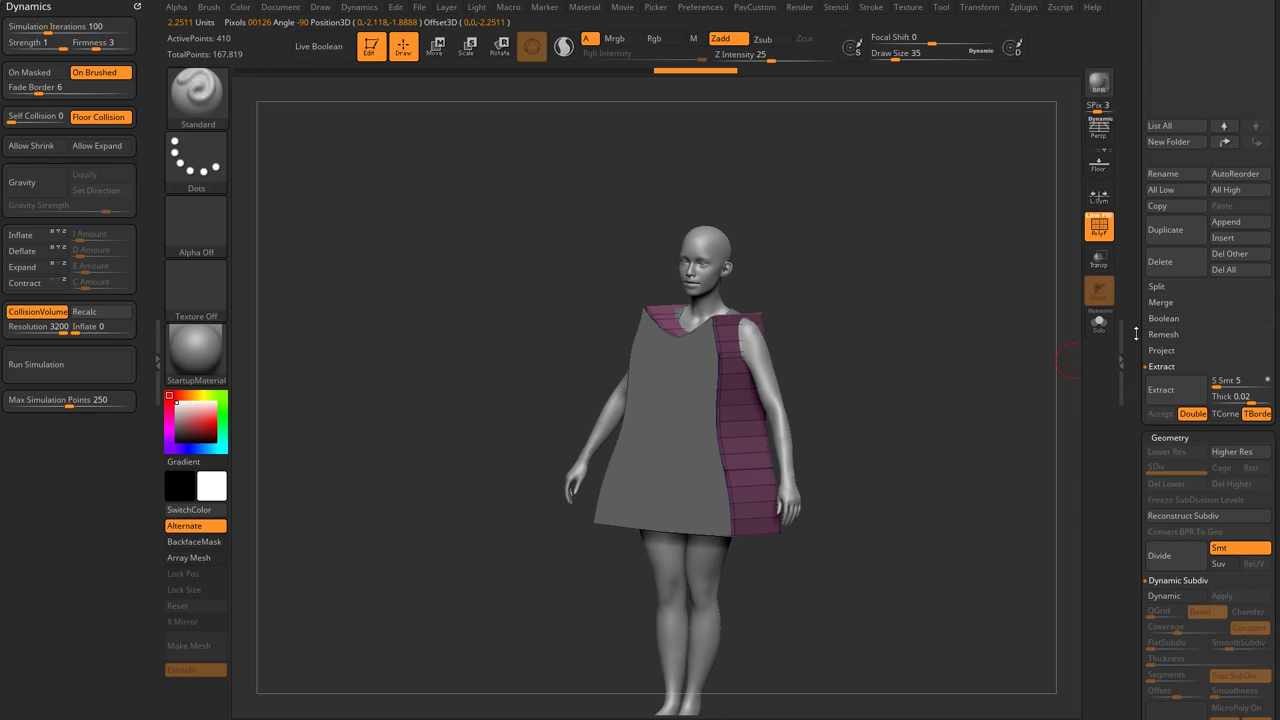 Dynamics
Simulation Iterations 100
Strength 1 Firmness 3
On Masked On Brushed
Fade Border 6
Self Collision 0 Floor Collision
Allow Shrink Allow Expand
Gravity Liquify
Set Direction
Gravity Strength
Inflate I Amount
Deflate D Amount
Expand E Amount
Contract C Amount
CollisionVolume Recalc
Resolution 3200 Inflate 0
Run Simulation
Max Simulation Points 250
Alpha Brush Color Draw Dynamics Edit File Layer Light Macro Marker Material Movie Picker Preferences PavCustom Render Stencil Stroke Texture Tool Transform Zplugin Zscript Help
2.2511 Units Pixels 00126 Angle -90 Position3D ( 0,-2.118,-1.8888) Offset3D ( 0,0,-2.2511)
ActivePoints: 410
TotalPoints: 167,819
Live Boolean
Edit Draw Move Scale Rotate
A Mrgb Rgb M
Rgb Intensity
Zadd Zsub Zcut
Z Intensity 25
S
Focal Shift 0
Draw Size 35 Dynamic
D
Standard
Dots
Alpha Off
Texture Off
StartupMaterial
Gradient
SwitchColor
Alternate
BackfaceMask
Array Mesh
Lock Pos
Lock Size
Reset
X Mirror
Make Mesh
Extrude
BPR
SPix 3
Dynamic
Persp
Floor
L.Sym
Line Fill
PolyF
Transp
Ghost
Dynamic
Solo
List All
New Folder
Rename AutoReorder
All Low All High
Copy Paste
Duplicate Append
Insert
Delete Del Other
Del All
Split
Merge
Boolean
Remesh
Project
Extract
Extract S Smt 5
Thick 0.02
Accept Double TCorne TBorde
Geometry
Lower Res Higher Res
SDiv Cage Rstr
Del Lower Del Higher
Freeze SubDivision Levels
Reconstruct Subdiv
Convert BPR To Geo
Divide Smt
Suv ReUV
Dynamic Subdiv
Dynamic Apply
QGrid Bevel Chamfer
Coverage Constant
FlatSubdiv SmoothSubdiv
Thickness
Segments Post SubDiv
Offset Smoothness
MicroPoly On